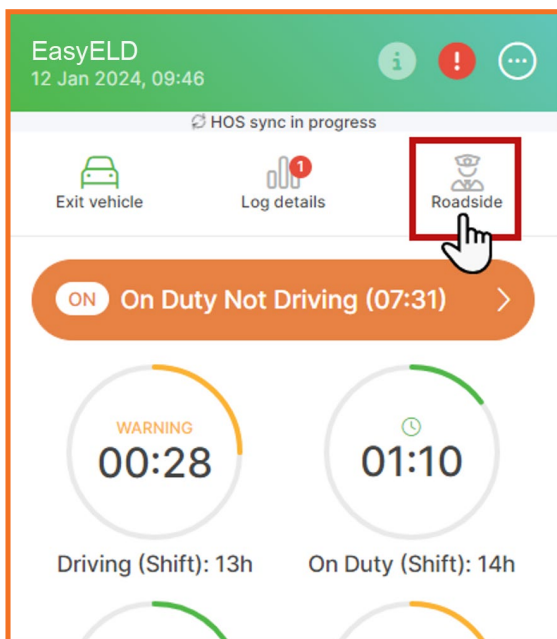 EasyELD
12 Jan 2024, 09:46
i ! ...
HOS sync in progress
1
Exit vehicle Log details Roadside
ON On Duty Not Driving (07:31)
WARNING
00:28 01:10
Driving (Shift): 13h On Duty (Shift): 14h